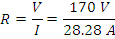 R = V/I = 170 V/28.28 A